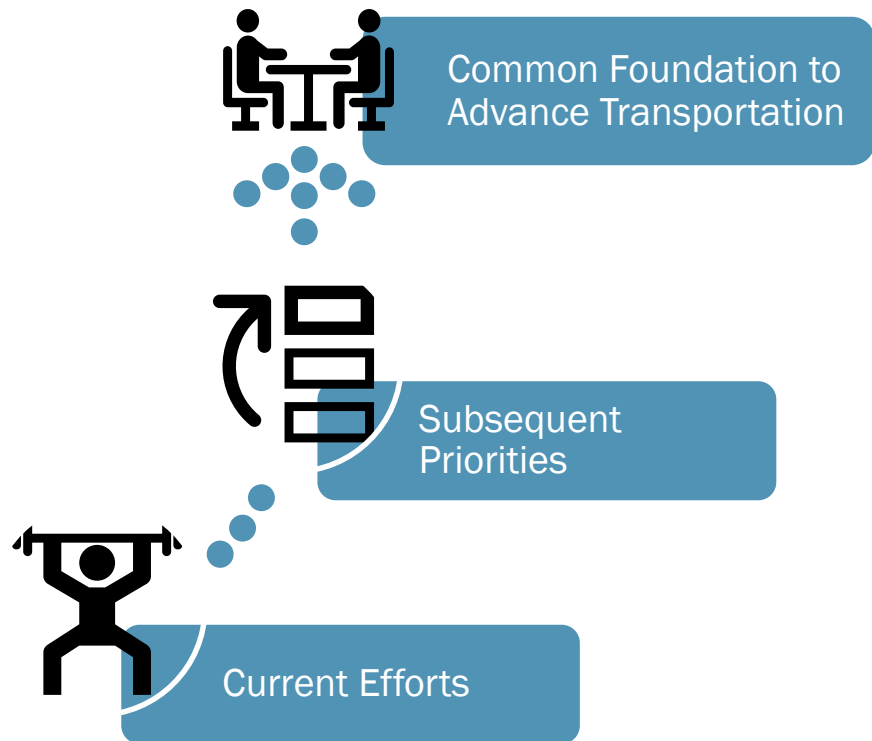 Common Foundation to
Advance Transportation
Subsequent
Priorities
Current Efforts